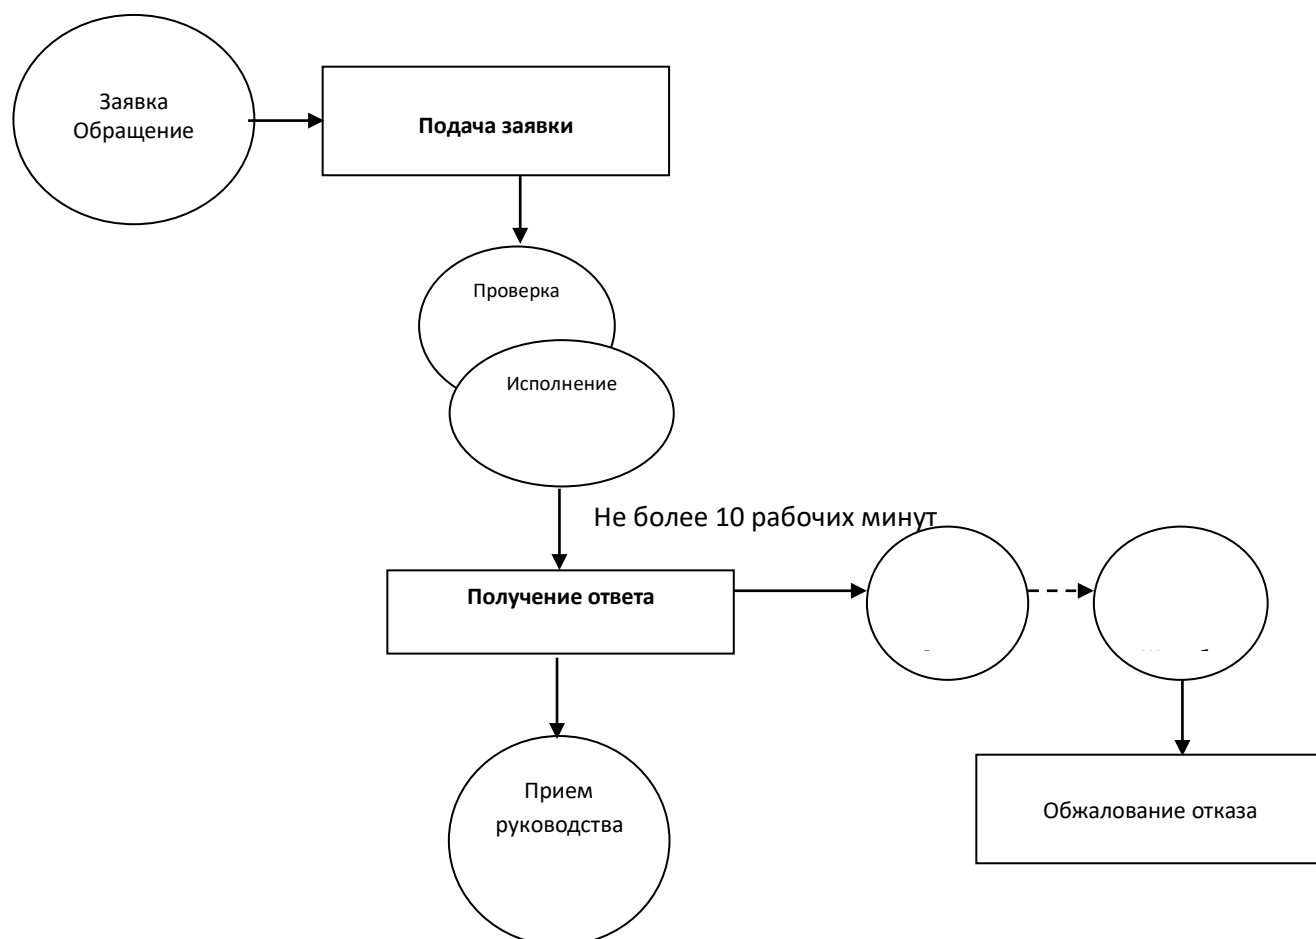 Заявка
Обращение
Подача заявки
Проверка
Исполнение
Не более 10 рабочих минут
Получение ответа
Прием
руководства
Обжалование отказа